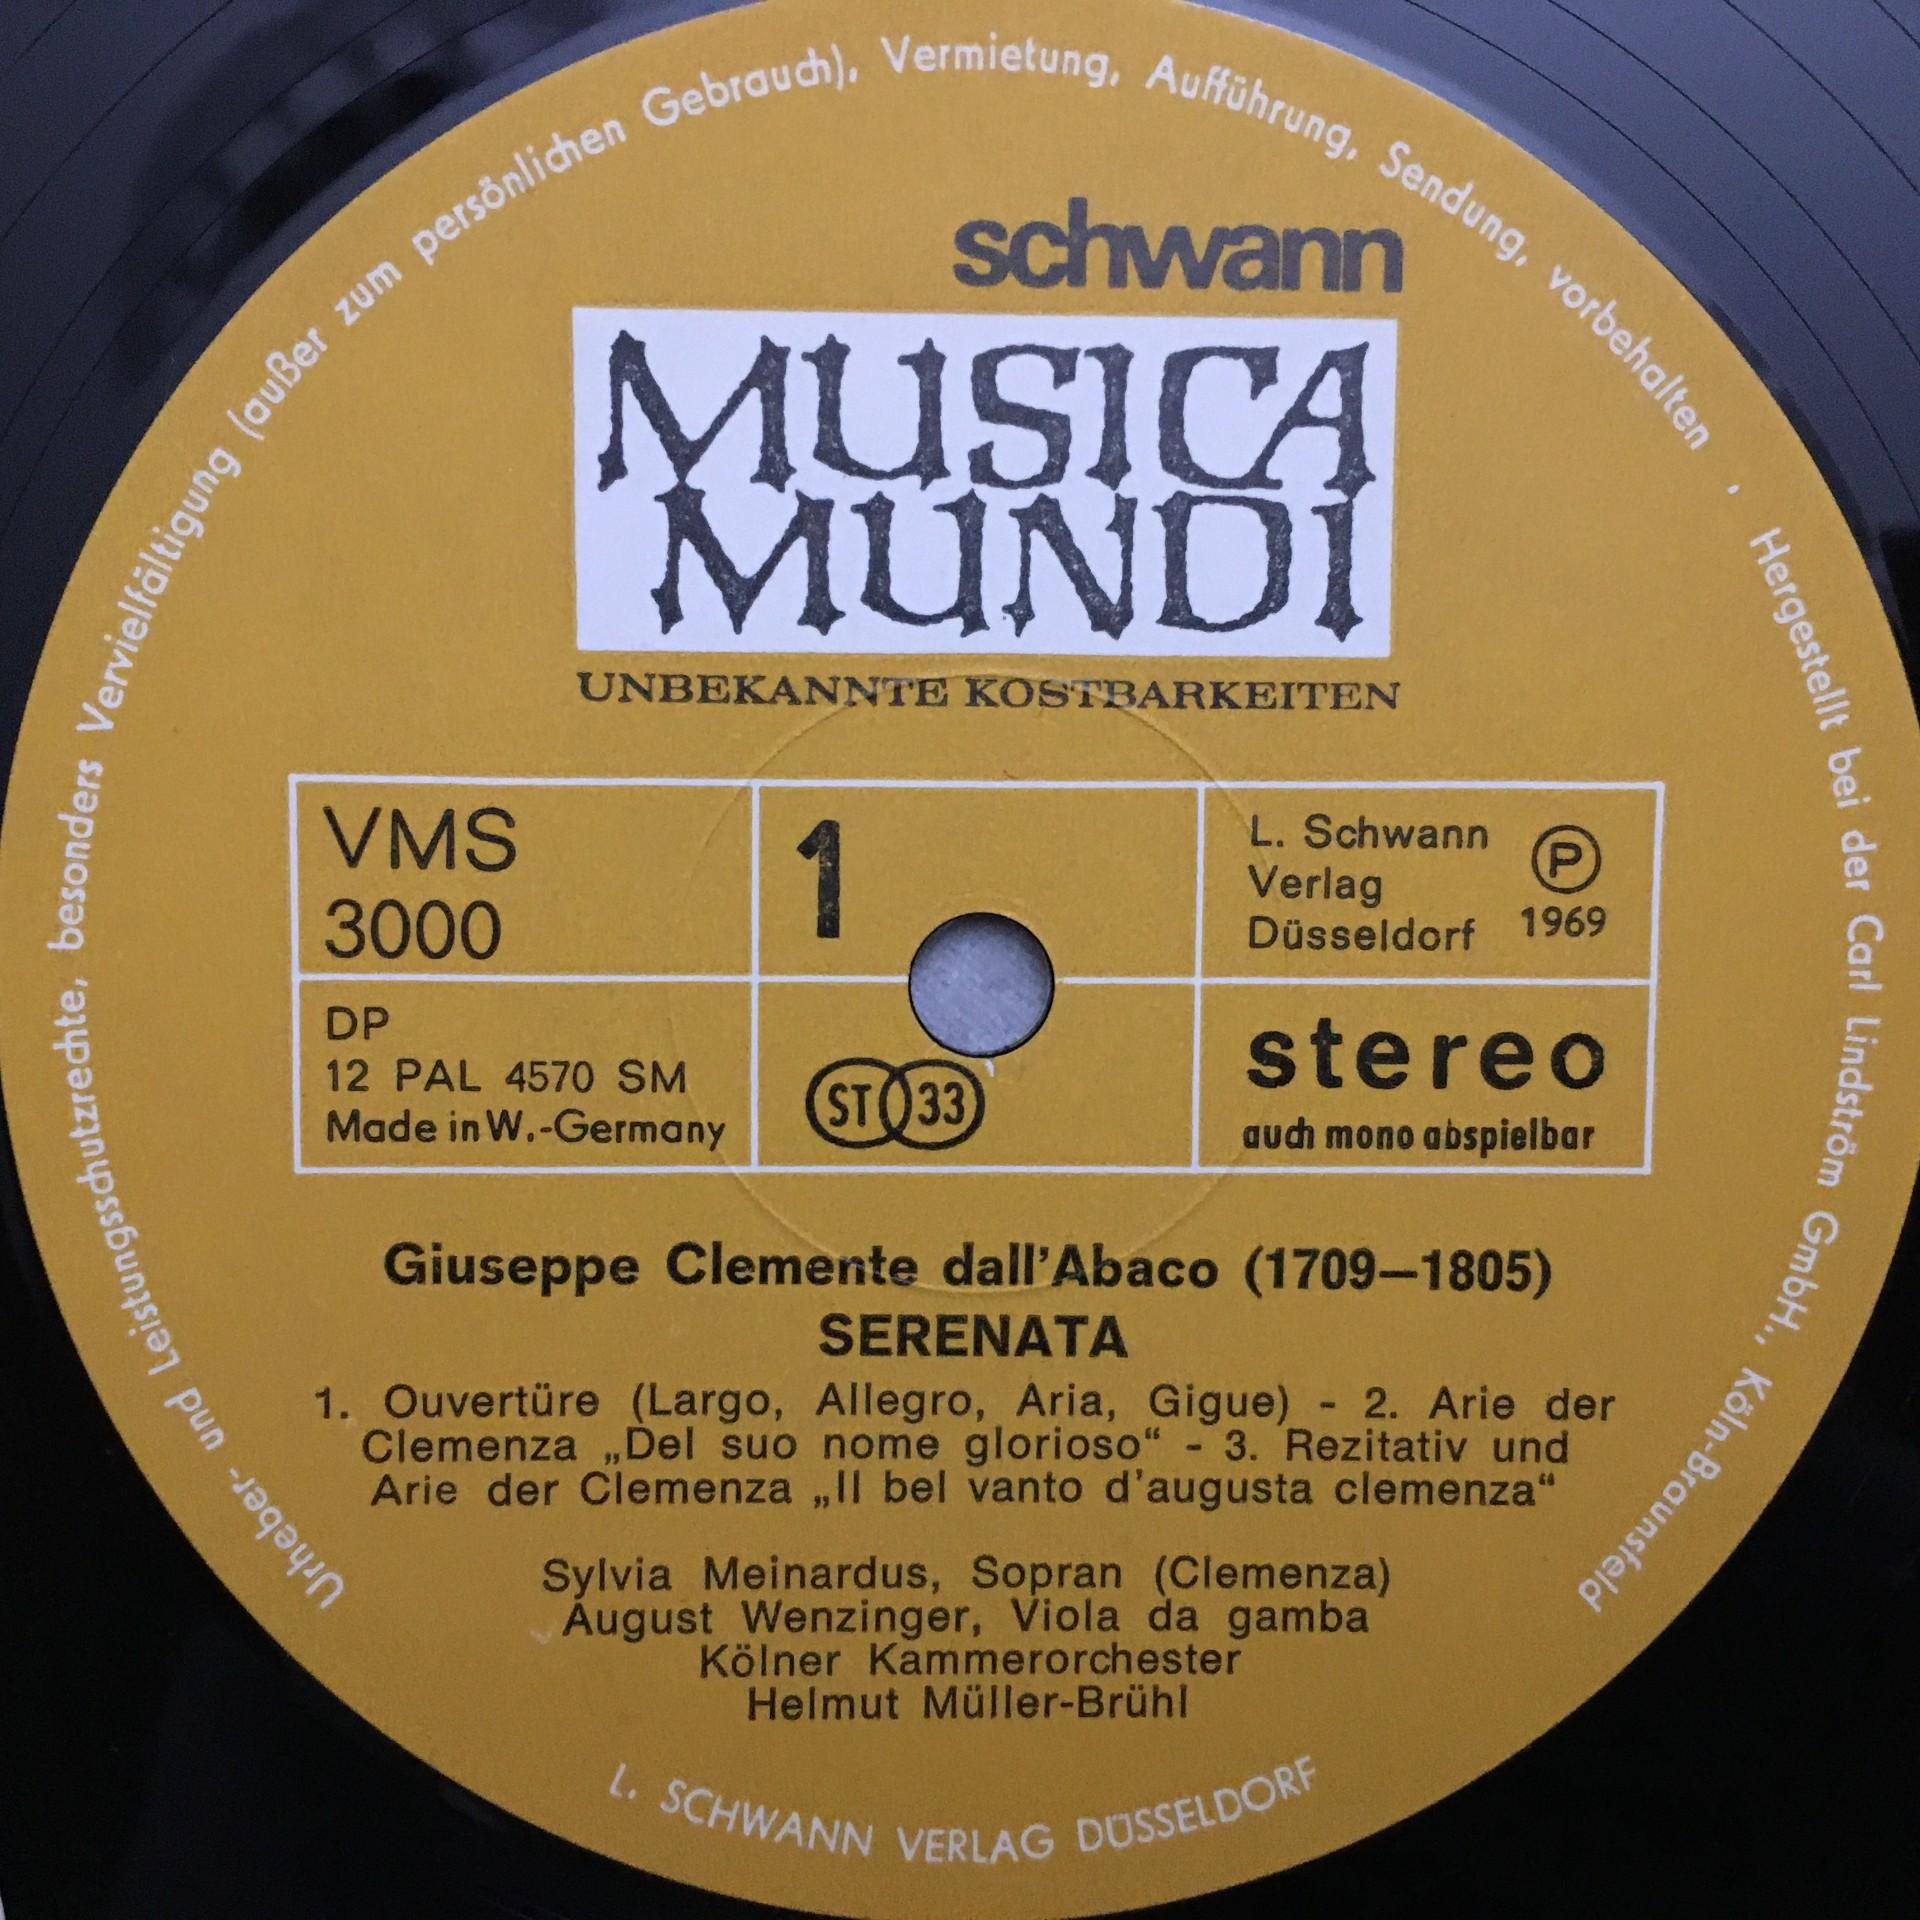 Urheber- und Leistungsschutzrechte, besonders Vervielfältigung (außer zum persönlichen Gebrauch), Vermietung, Aufführung, Sendung, vorbehalten · Hergestellt bei der Carl Lindström GmbH., Köln-Braunsfeld
schwann
MUSICA
MUNDI
UNBEKANNTE KOSTBARKEITEN
VMS
3000
1
L. Schwann
Verlag
Düsseldorf
Ⓟ
1969
DP
12 PAL 4570 SM
Made in W.-Germany
ST 33
stereo
auch mono abspielbar
Giuseppe Clemente dall'Abaco (1709–1805)
SERENATA
1. Ouvertüre (Largo, Allegro, Aria, Gigue) - 2. Arie der
Clemenza „Del suo nome glorioso“ - 3. Rezitativ und
Arie der Clemenza „Il bel vanto d'augusta clemenza“
Sylvia Meinardus, Sopran (Clemenza)
August Wenzinger, Viola da gamba
Kölner Kammerorchester
Helmut Müller-Brühl
L. SCHWANN VERLAG DÜSSELDORF